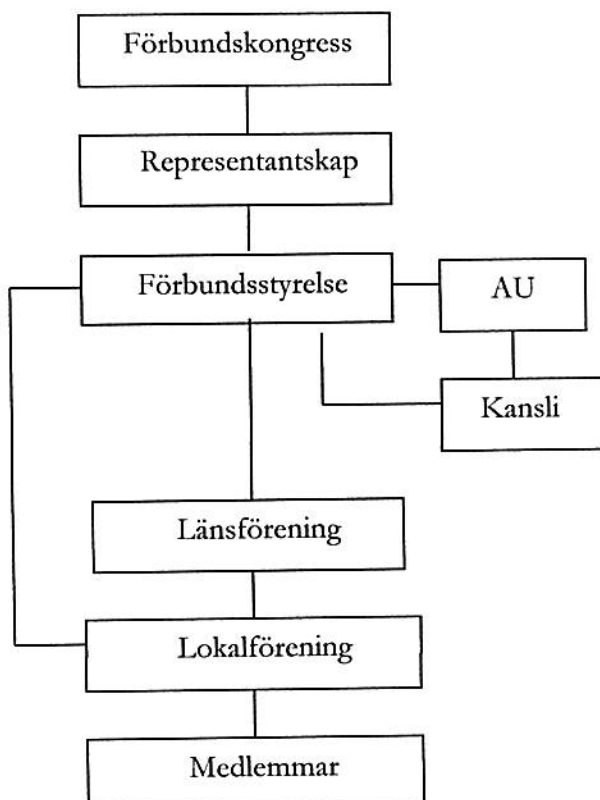 Förbundskongress
Representantskap
Förbundsstyrelse
AU
Kansli
Länsförening
Lokalförening
Medlemmar